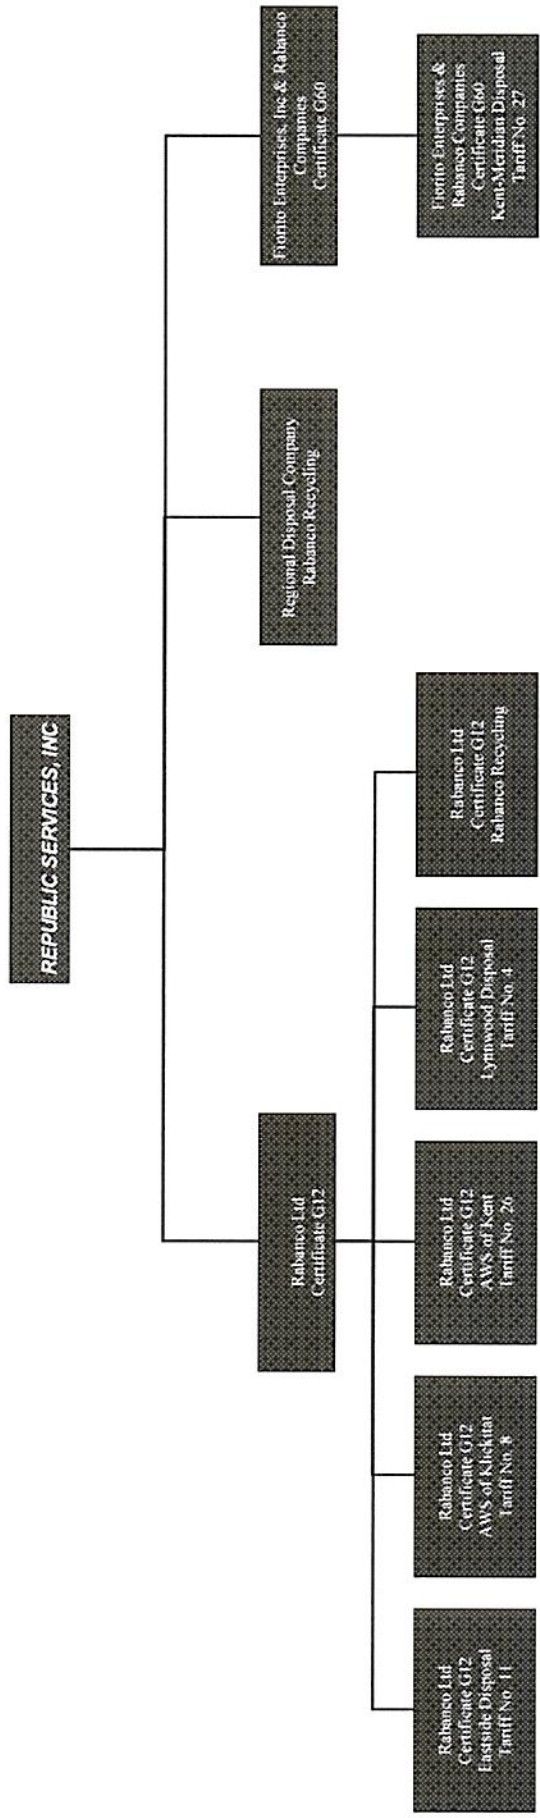 REPUBLIC SERVICES, INC
Rabanco Ltd
Certificate G12
Regional Disposal Company
Rabanco Recycling
Fiorito Enterprises, Inc & Rabanco
Companies
Certificate G60
Rabanco Ltd
Certificate G12
Eastside Disposal
Tariff No. 11
Rabanco Ltd
Certificate G12
AWS of Klickitat
Tariff No. 8
Rabanco Ltd
Certificate G12
AWS of Kent
Tariff No. 26
Rabanco Ltd
Certificate G12
Lynnwood Disposal
Tariff No. 4
Rabanco Ltd
Certificate G12
Rabanco Recycling
Fiorito Enterprises &
Rabanco Companies
Certificate G60
Kent-Meridian Disposal
Tariff No. 27